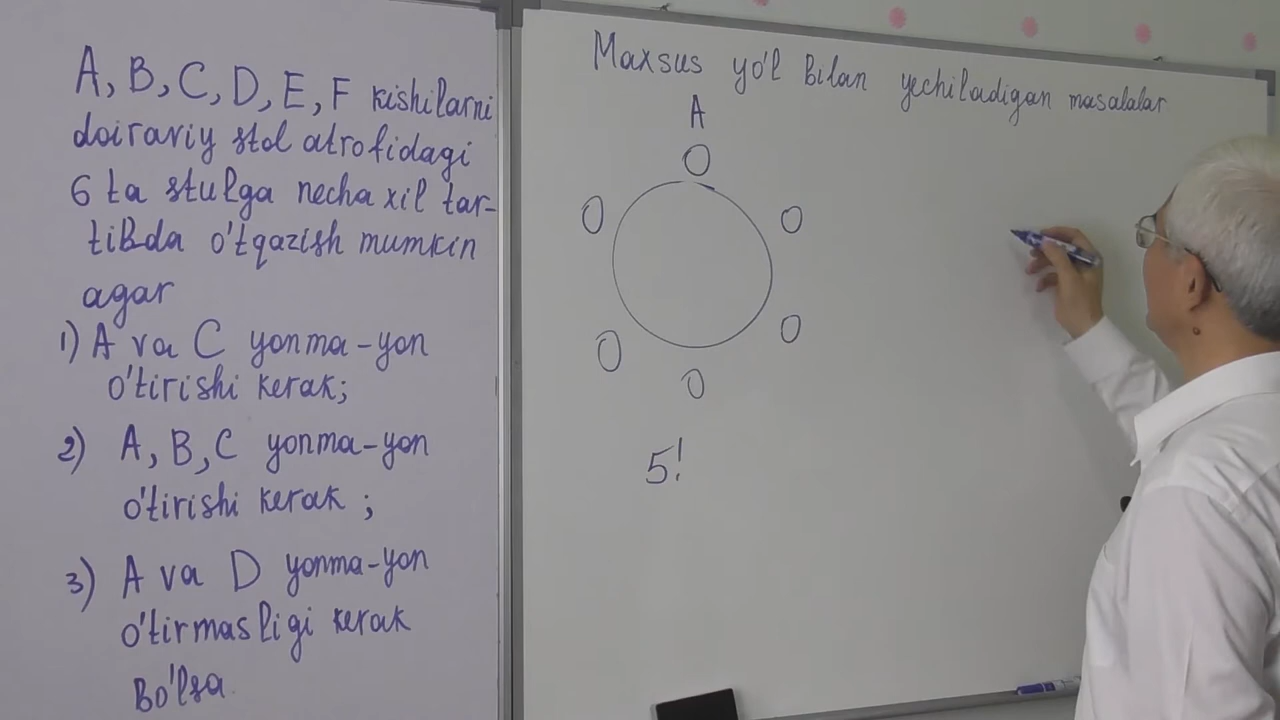 A, B, C, D, E, F kishilarni
doiraviy stol atrofidagi
6 ta stulga necha xil tar-
tibda o'tqazish mumkin
agar
1) A va C yonma-yon
o'tirishi kerak;
2) A, B, C yonma-yon
o'tirishi kerak ;
3) A va D yonma-yon
o'tirmasligi kerak
Bo'lsa
Maxsus yo'l bilan yechiladigan masalalar
A
5!